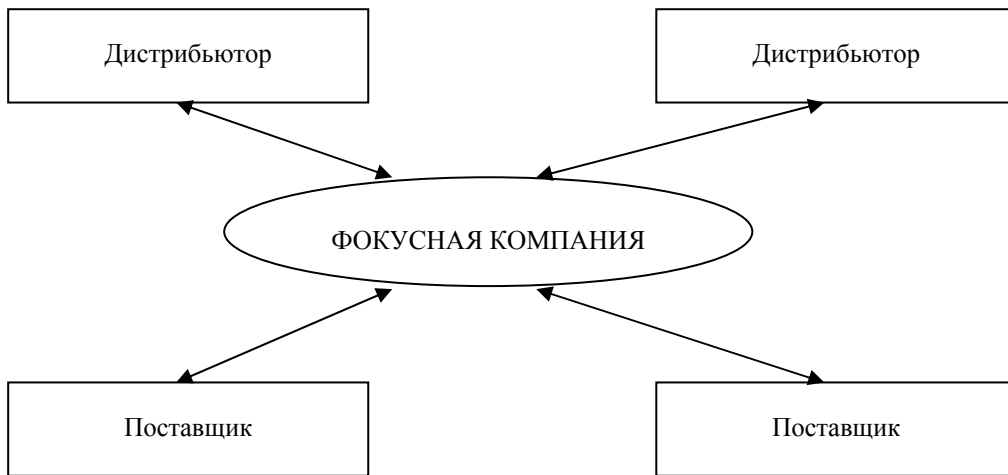 Дистрибьютор
Дистрибьютор
ФОКУСНАЯ КОМПАНИЯ
Поставщик
Поставщик